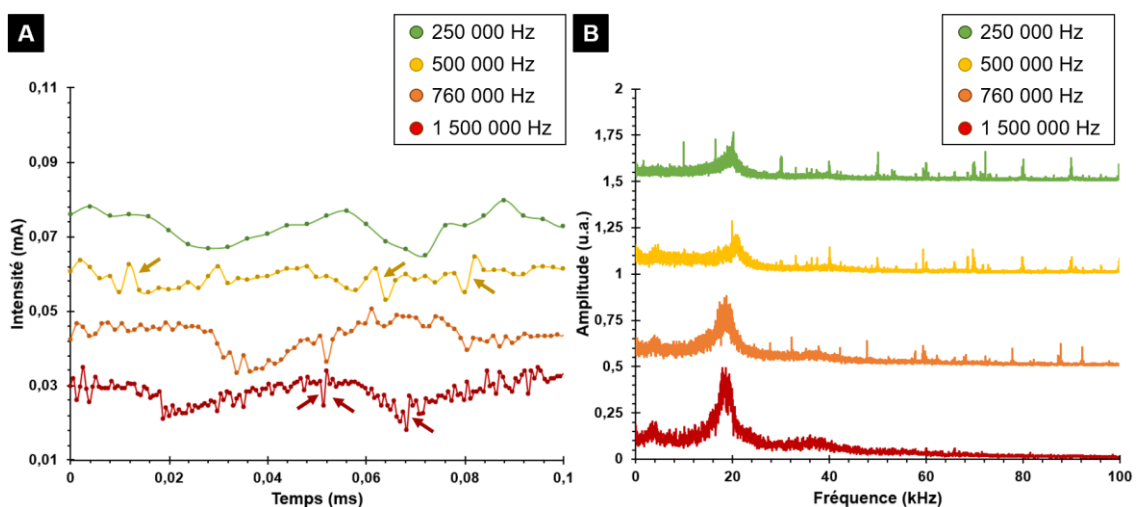 A
250 000 Hz
500 000 Hz
760 000 Hz
1 500 000 Hz
0,11
0,09
0,07
0,05
0,03
0,01
Intensité (mA)
0
0,02
0,04
0,06
0,08
0,1
Temps (ms)
B
250 000 Hz
500 000 Hz
760 000 Hz
1 500 000 Hz
2
1,75
1,5
1,25
1
0,75
0,5
0,25
0
Amplitude (u.a.)
0
20
40
60
80
100
Fréquence (kHz)